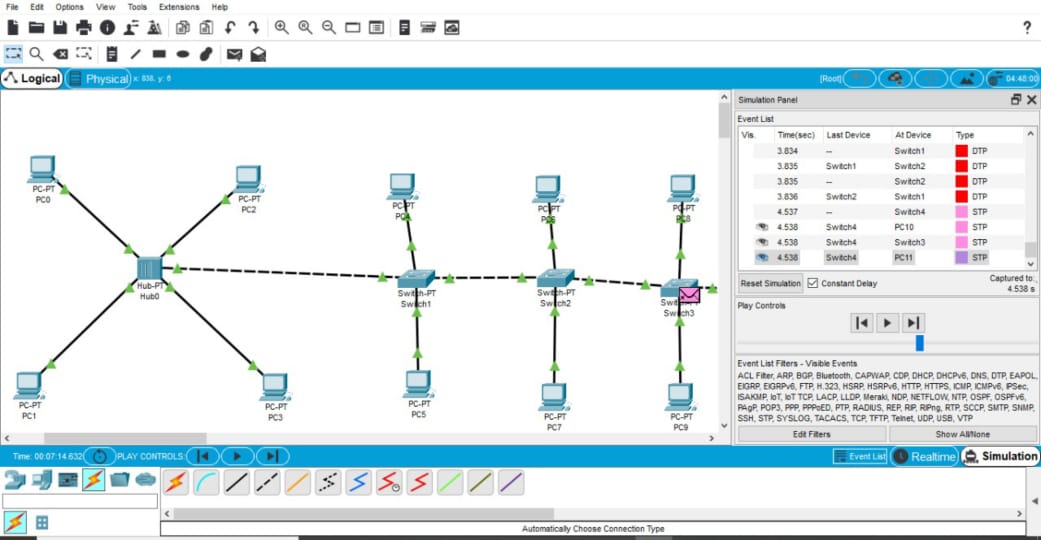 File Edit Options View Tools Extensions Help
?
Logical Physical x: 838, y: 6 [Root] 04:48:00
Simulation Panel
Event List
Vis. Time(sec) Last Device At Device Type
3.834 -- Switch1 DTP
3.835 Switch1 Switch2 DTP
3.835 -- Switch2 DTP
3.836 Switch2 Switch1 DTP
4.537 -- Switch4 STP
4.538 Switch4 PC10 STP
4.538 Switch4 Switch3 STP
4.538 Switch4 PC11 STP
Reset Simulation Constant Delay Captured to:
4.538 s
Play Controls
Event List Filters - Visible Events
ACL Filter, ARP, BGP, Bluetooth, CAPWAP, CDP, DHCP, DHCPv6, DNS, DTP, EAPOL,
EIGRP, EIGRPv6, FTP, H.323, HSRP, HSRPv6, HTTP, HTTPS, ICMP, ICMPv6, IPSec,
ISAKMP, IoT, IoT TCP, LACP, LLDP, Meraki, NDP, NETFLOW, NTP, OSPF, OSPFv6,
PAgP, POP3, PPP, PPPoED, PTP, RADIUS, REP, RIP, RIPng, RTP, SCCP, SMTP, SNMP,
SSH, STP, SYSLOG, TACACS, TCP, TFTP, Telnet, UDP, USB, VTP
Edit Filters Show All/None
PC-PT
PC0
PC-PT
PC2
PC-PT
PC4
PC-PT
PC6
PC-PT
PC8
Hub-PT
Hub0
Switch-PT
Switch1
Switch-PT
Switch2
Switch3
PC-PT
PC1
PC-PT
PC3
PC-PT
PC5
PC-PT
PC7
PC-PT
PC9
Time: 00:07:14.632 PLAY CONTROLS: Event List Realtime Simulation
Automatically Choose Connection Type